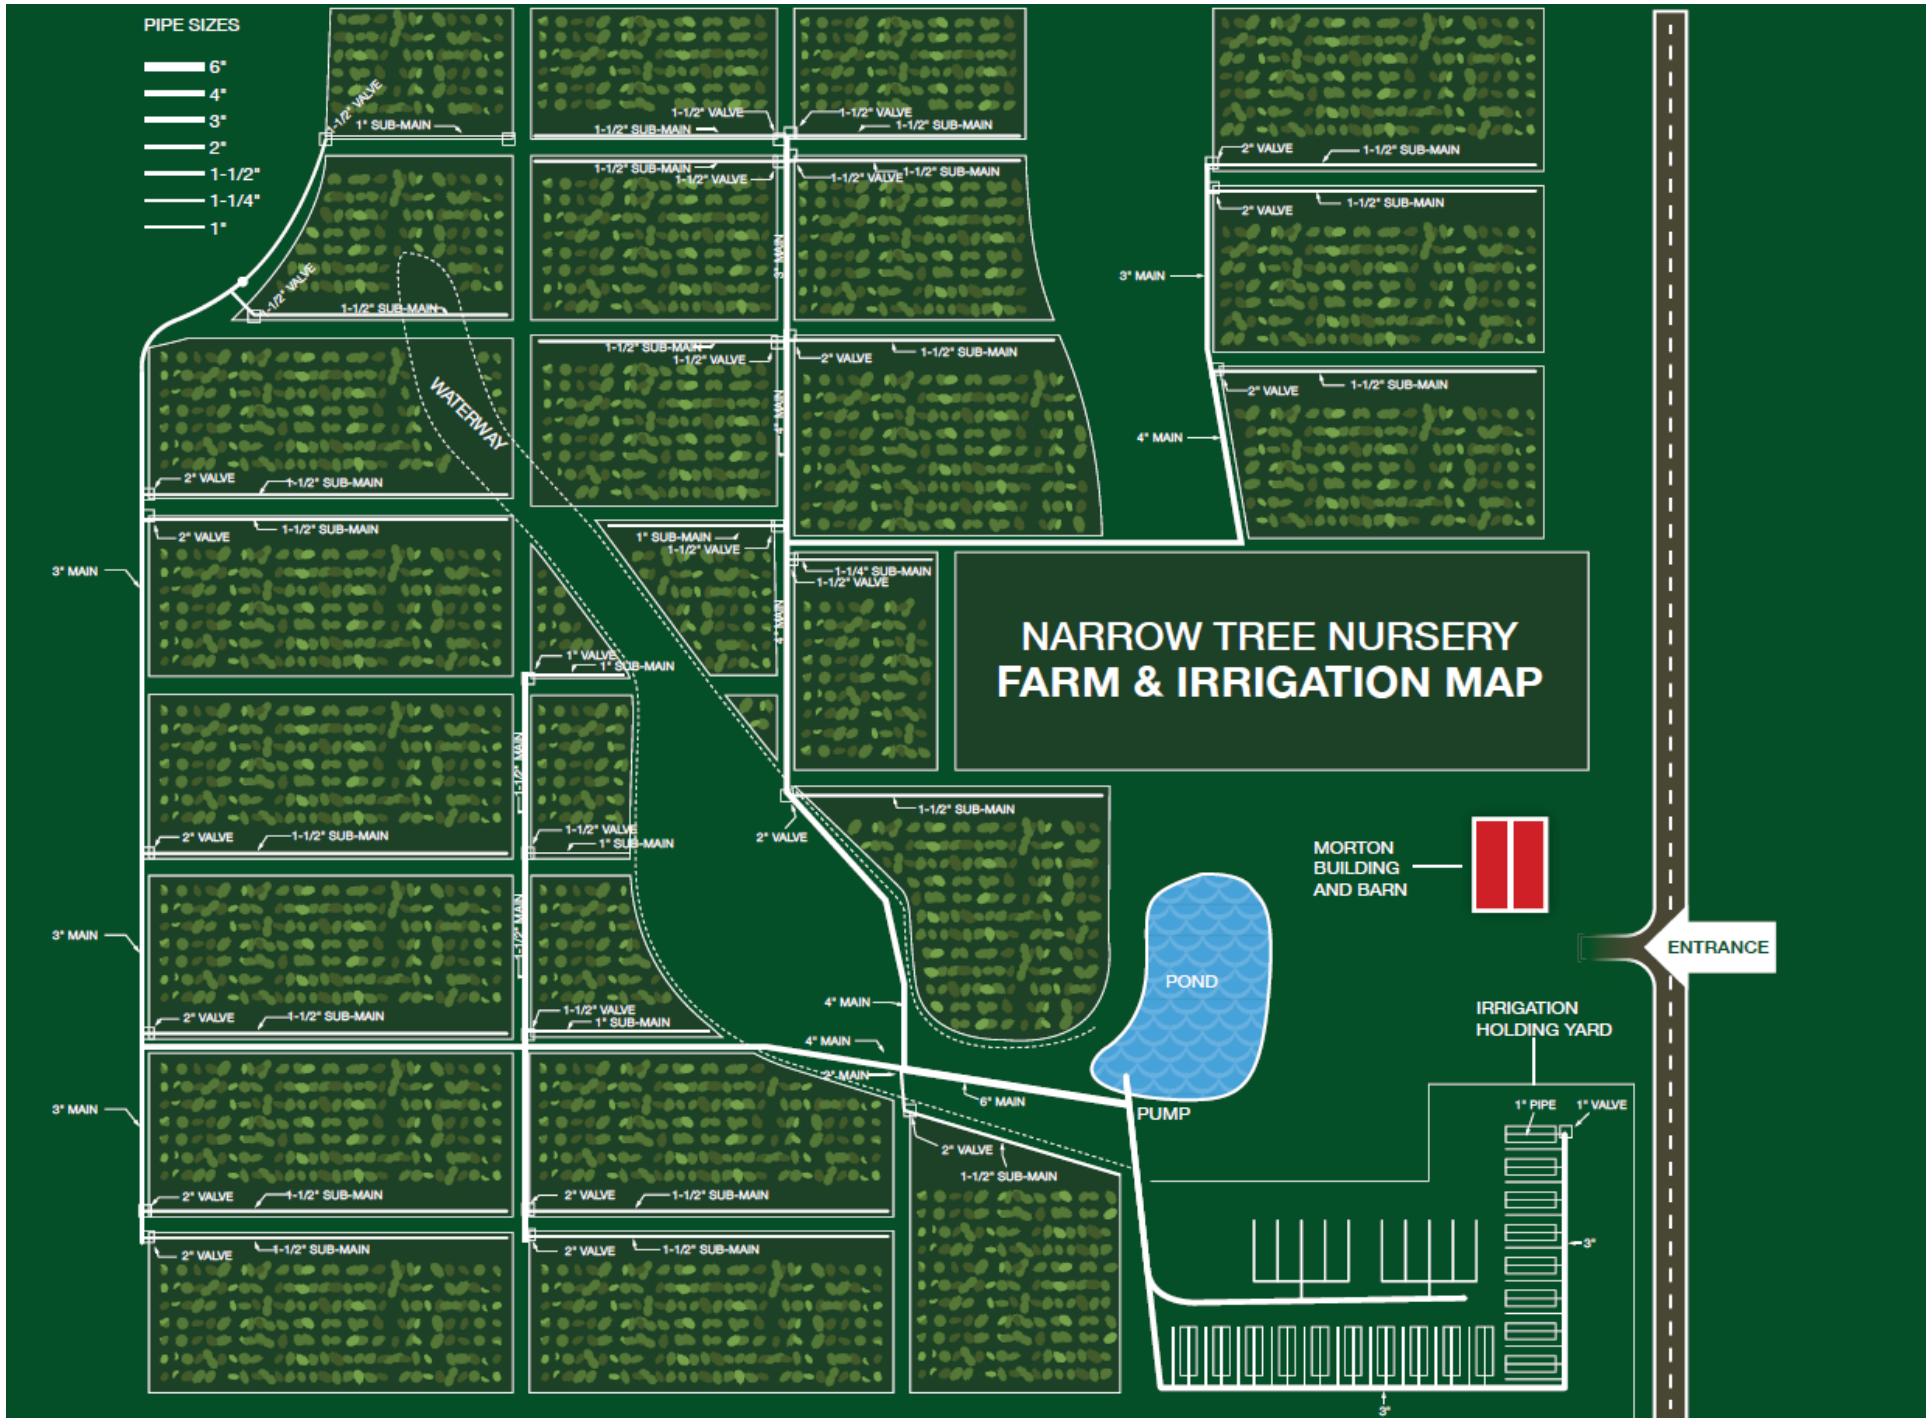 PIPE SIZES
6"
4"
3"
2"
1-1/2"
1-1/4"
1"
1-1/2" VALVE
1" SUB-MAIN
1-1/2" VALVE
1-1/2" SUB-MAIN
1-1/2" VALVE
1-1/2" SUB-MAIN
1-1/2" SUB-MAIN
1-1/2" VALVE
1-1/2" VALVE
1-1/2" SUB-MAIN
2" VALVE
1-1/2" SUB-MAIN
2" VALVE
1-1/2" SUB-MAIN
3" MAIN
3" MAIN
1-1/2" VALVE
1-1/2" SUB-MAIN
1-1/2" SUB-MAIN
1-1/2" VALVE
2" VALVE
1-1/2" SUB-MAIN
2" VALVE
1-1/2" SUB-MAIN
WATERWAY
4" MAIN
4" MAIN
2" VALVE
1-1/2" SUB-MAIN
1-1/2" SUB-MAIN
2" VALVE
3" MAIN
1" SUB-MAIN
1-1/2" VALVE
1-1/4" SUB-MAIN
1-1/2" VALVE
4" MAIN
NARROW TREE NURSERY
FARM & IRRIGATION MAP
1" VALVE
1" SUB-MAIN
1-1/2" MAIN
2" VALVE
1-1/2" SUB-MAIN
1-1/2" VALVE
1" SUB-MAIN
1-1/2" SUB-MAIN
2" VALVE
MORTON
BUILDING
AND BARN
3" MAIN
1-1/2" MAIN
ENTRANCE
POND
2" VALVE
1-1/2" SUB-MAIN
1-1/2" VALVE
1" SUB-MAIN
4" MAIN
4" MAIN
2" MAIN
6" MAIN
PUMP
IRRIGATION
HOLDING YARD
1" PIPE
1" VALVE
3" MAIN
2" VALVE
1-1/2" SUB-MAIN
2" VALVE
1-1/2" SUB-MAIN
2" VALVE
1-1/2" SUB-MAIN
2" VALVE
1-1/2" SUB-MAIN
2" VALVE
1-1/2" SUB-MAIN
3"
3"